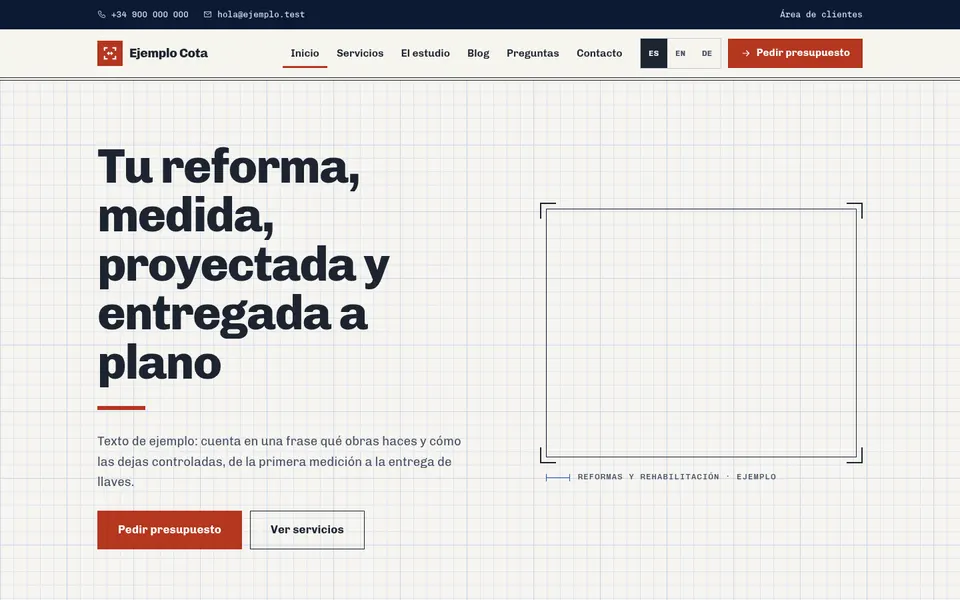 +34 900 000 000
hola@ejemplo.test
Área de clientes
Ejemplo Cota
Inicio
Servicios
El estudio
Blog
Preguntas
Contacto
ES
EN
DE
→ Pedir presupuesto
Tu reforma,
medida,
proyectada y
entregada a
plano
Texto de ejemplo: cuenta en una frase qué obras haces y cómo
las dejas controladas, de la primera medición a la entrega de
llaves.
Pedir presupuesto
Ver servicios
REFORMAS Y REHABILITACIÓN · EJEMPLO